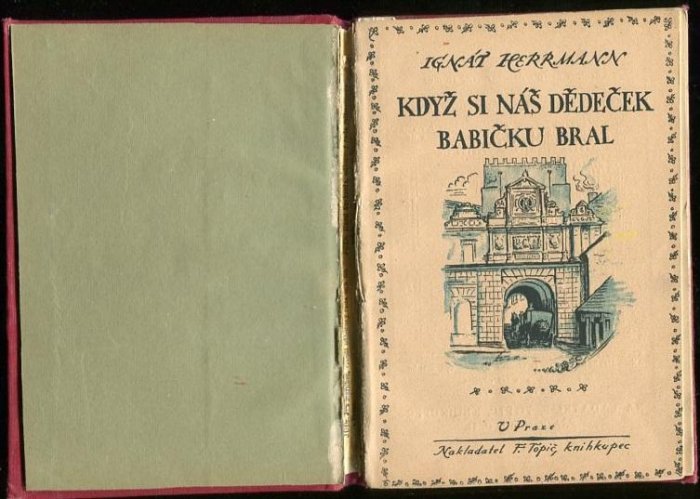 IGNÁT HERRMANN
KDYŽ SI NÁŠ DĚDEČEK
BABIČKU BRAL
V Praze
Nakladatel F. Topič, knihkupec